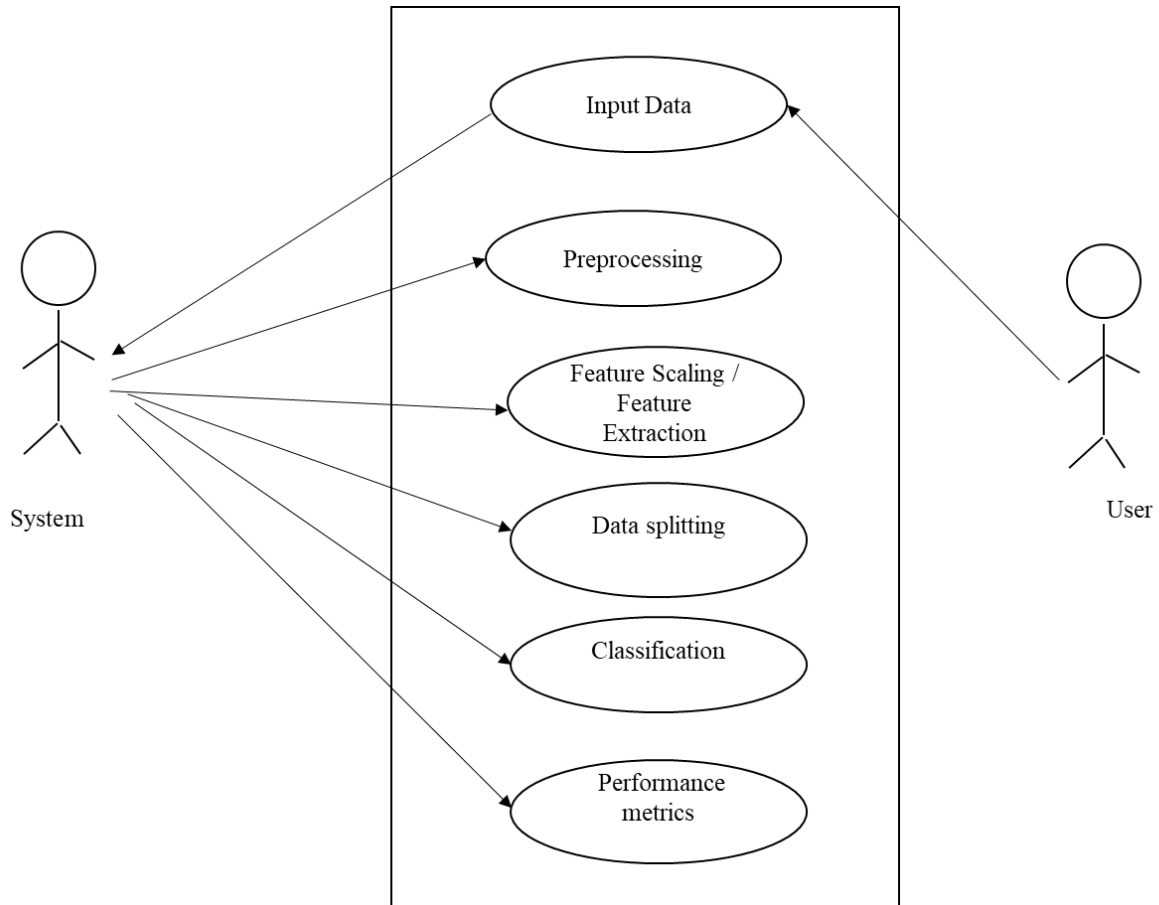 Input Data
Preprocessing
Feature Scaling /
Feature
Extraction
System
User
Data splitting
Classification
Performance
metrics